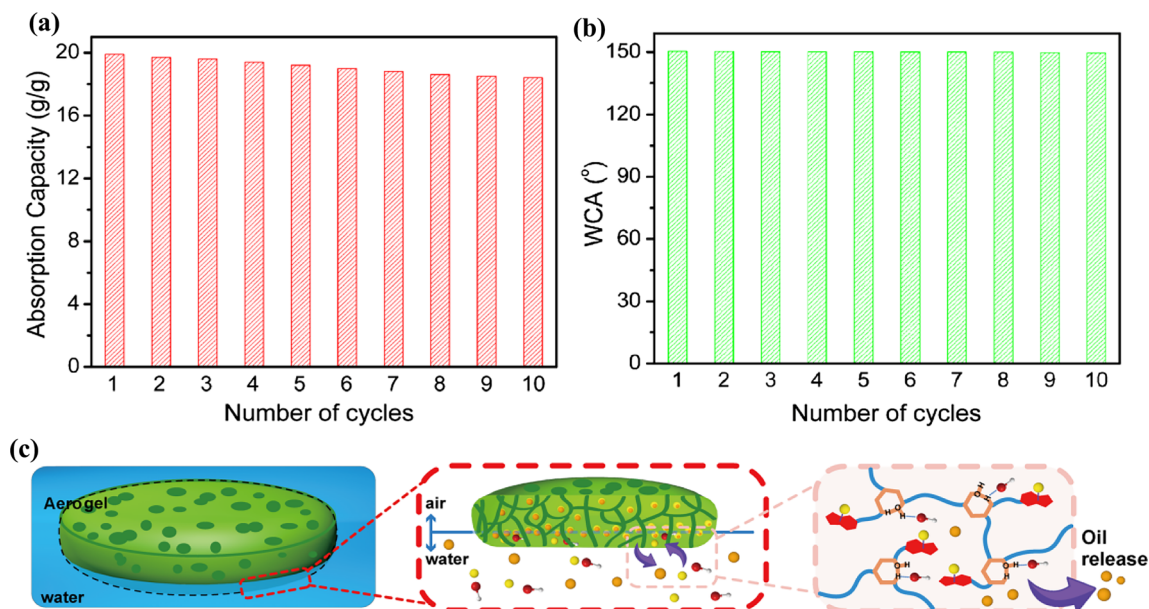 (a)
Absorption Capacity (g/g)
20
16
12
8
4
0
1 2 3 4 5 6 7 8 9 10
Number of cycles
(b)
WCA (°)
150
120
90
60
30
0
1 2 3 4 5 6 7 8 9 10
Number of cycles
(c)
Aerogel
water
air
water
H
O
H
H
O
H
O
H
H
O
H
H
Oil
release